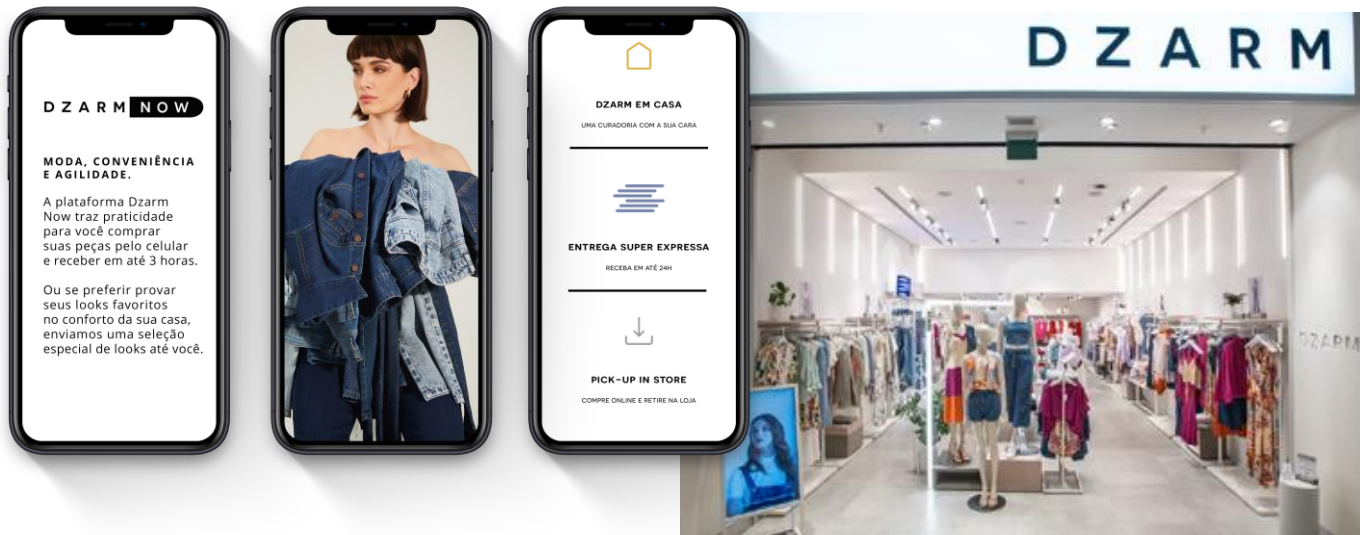 DZARM NOW
MODA, CONVENIÊNCIA
E AGILIDADE.
A plataforma Dzarm
Now traz praticidade
para você comprar
suas peças pelo celular
e receber em até 3 horas.
Ou se preferir provar
seus looks favoritos
no conforto da sua casa,
enviamos uma seleção
especial de looks até você.
DZARM EM CASA
UMA CURADORIA COM A SUA CARA
ENTREGA SUPER EXPRESSA
RECEBA EM ATÉ 24H
PICK-UP IN STORE
COMPRE ONLINE E RETIRE NA LOJA
DZARM
DZARM